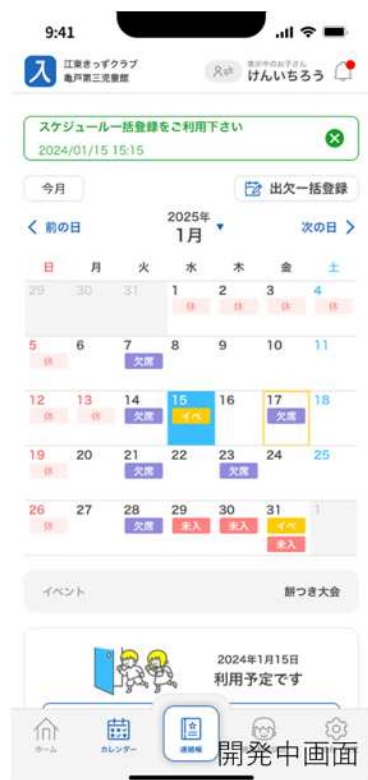 9:41
江東きっずクラブ
亀戸第三児童館
表示中のお子さん
けんいちろう
スケジュール一括登録をご利用下さい
2024/01/15 15:15
今月
出欠一括登録
前の日
2025年
1月
次の日
日 月 火 水 木 金 土
29 30 31 1 2 3 4
休 休 休 休
5 6 7 8 9 10 11
休 欠席
12 13 14 15 16 17 18
休 休 欠席 イベ 欠席
19 20 21 22 23 24 25
休 欠席 欠席
26 27 28 29 30 31 1
休 欠席 未入 未入 イベ
未入
イベント 餅つき大会
2024年1月15日
利用予定です
ホーム カレンダー 連絡帳
開発中画面